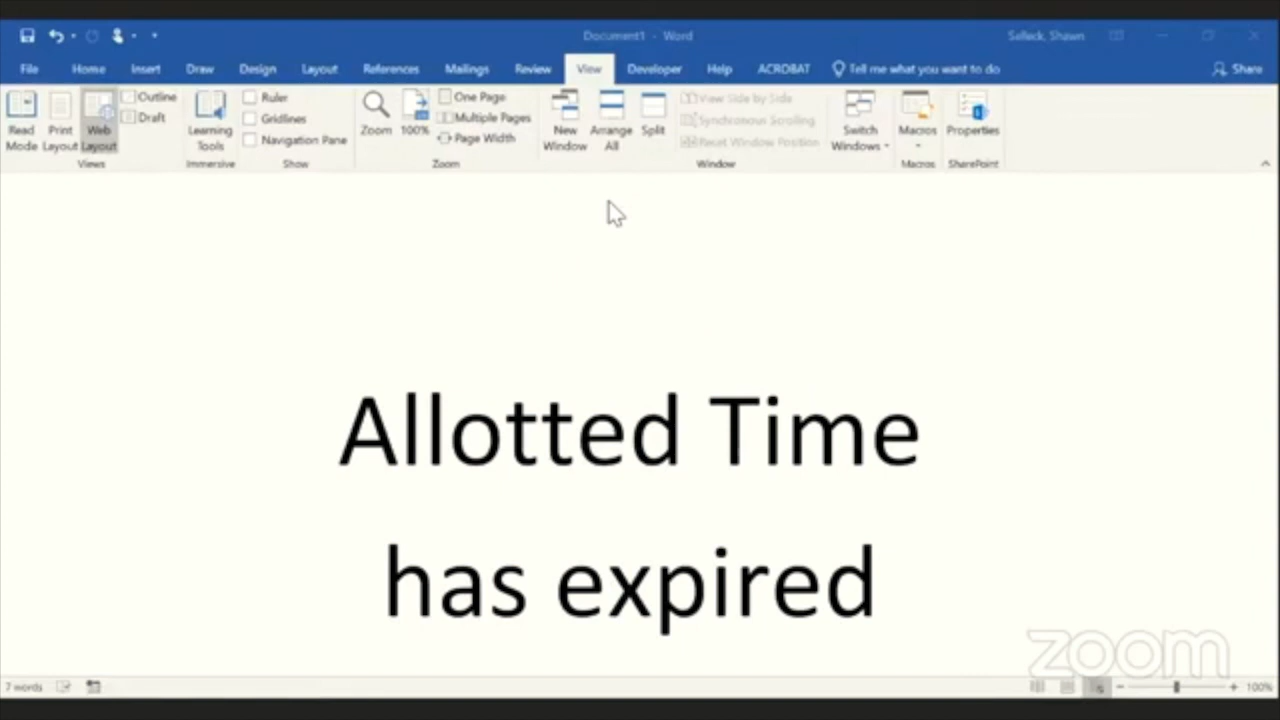 Document1 - Word
Selleck, Shawn
File Home Insert Draw Design Layout References Mailings Review View Developer Help ACROBAT Tell me what you want to do Share
Read Mode
Print Layout
Web Layout
Outline
Draft
Views
Learning Tools
Immersive
Ruler
Gridlines
Navigation Pane
Show
Zoom
100%
One Page
Multiple Pages
Page Width
Zoom
New Window
Arrange All
Split
View Side by Side
Synchronous Scrolling
Reset Window Position
Window
Switch Windows
Macros
Macros
Properties
SharePoint
Allotted Time
has expired
zoom
7 words
100%